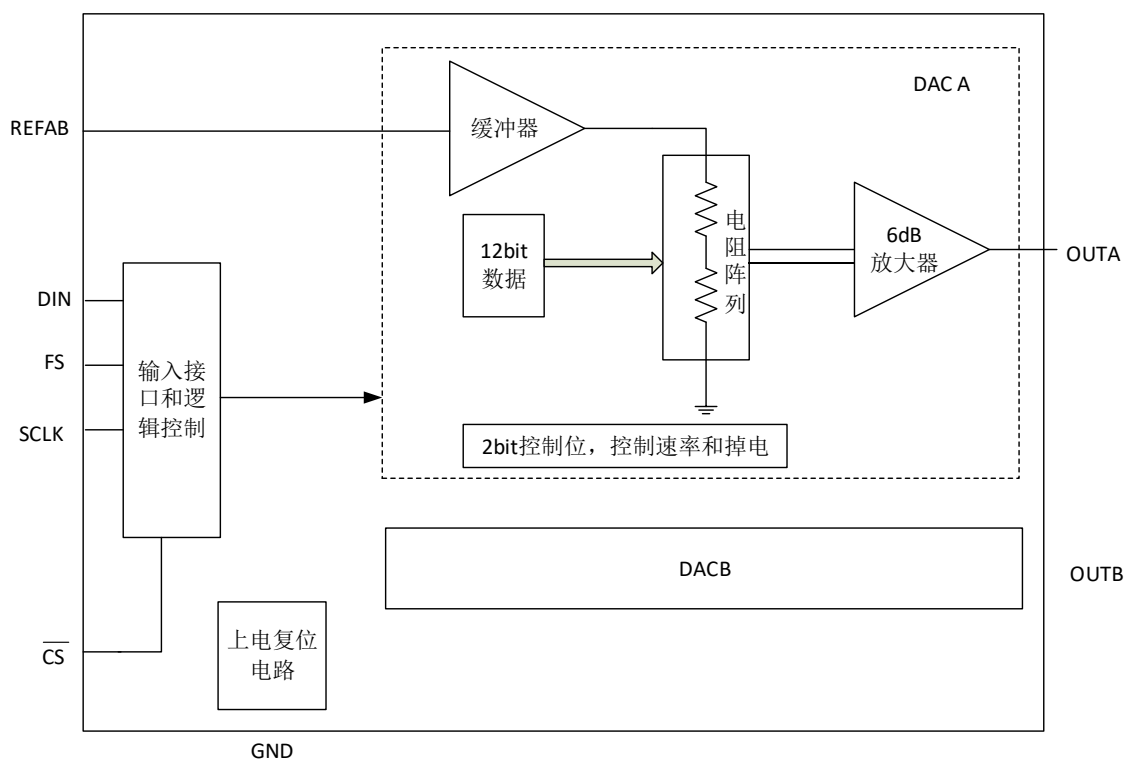 DAC A
REFAB
缓冲器
电
阻
阵
列
12bit
数据
6dB
放大器
OUTA
DIN
FS
SCLK
输入接
口和逻
辑控制
2bit控制位，控制速率和掉电
DACB
OUTB
上电复位
电路
CS
GND